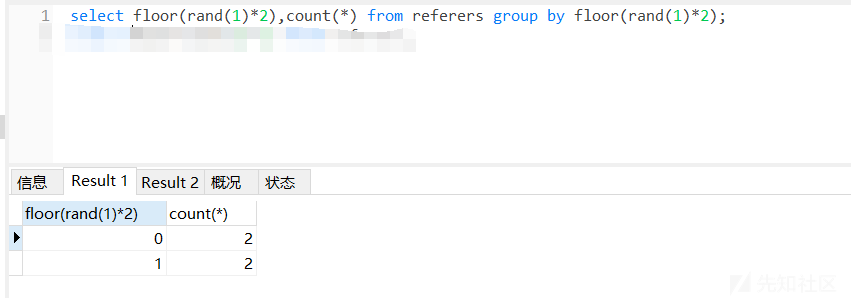 1 select floor(rand(1)*2),count(*) from referers group by floor(rand(1)*2);
信息 Result 1 Result 2 概况 状态
floor(rand(1)*2) count(*)
0 2
1 2
先知社区